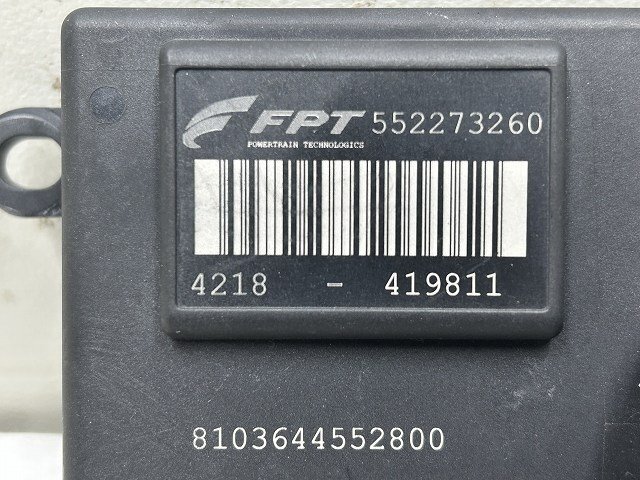 FPT 552273260
POWERTRAIN TECHNOLOGICS
4218 - 419811
8103644552800